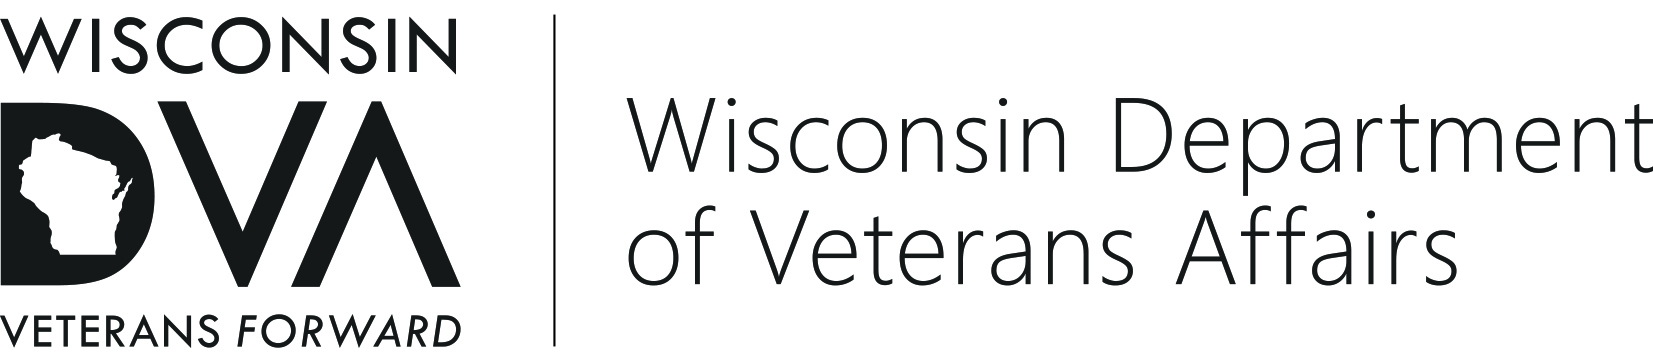 WISCONSIN
DVA
VETERANS FORWARD
Wisconsin Department
of Veterans Affairs